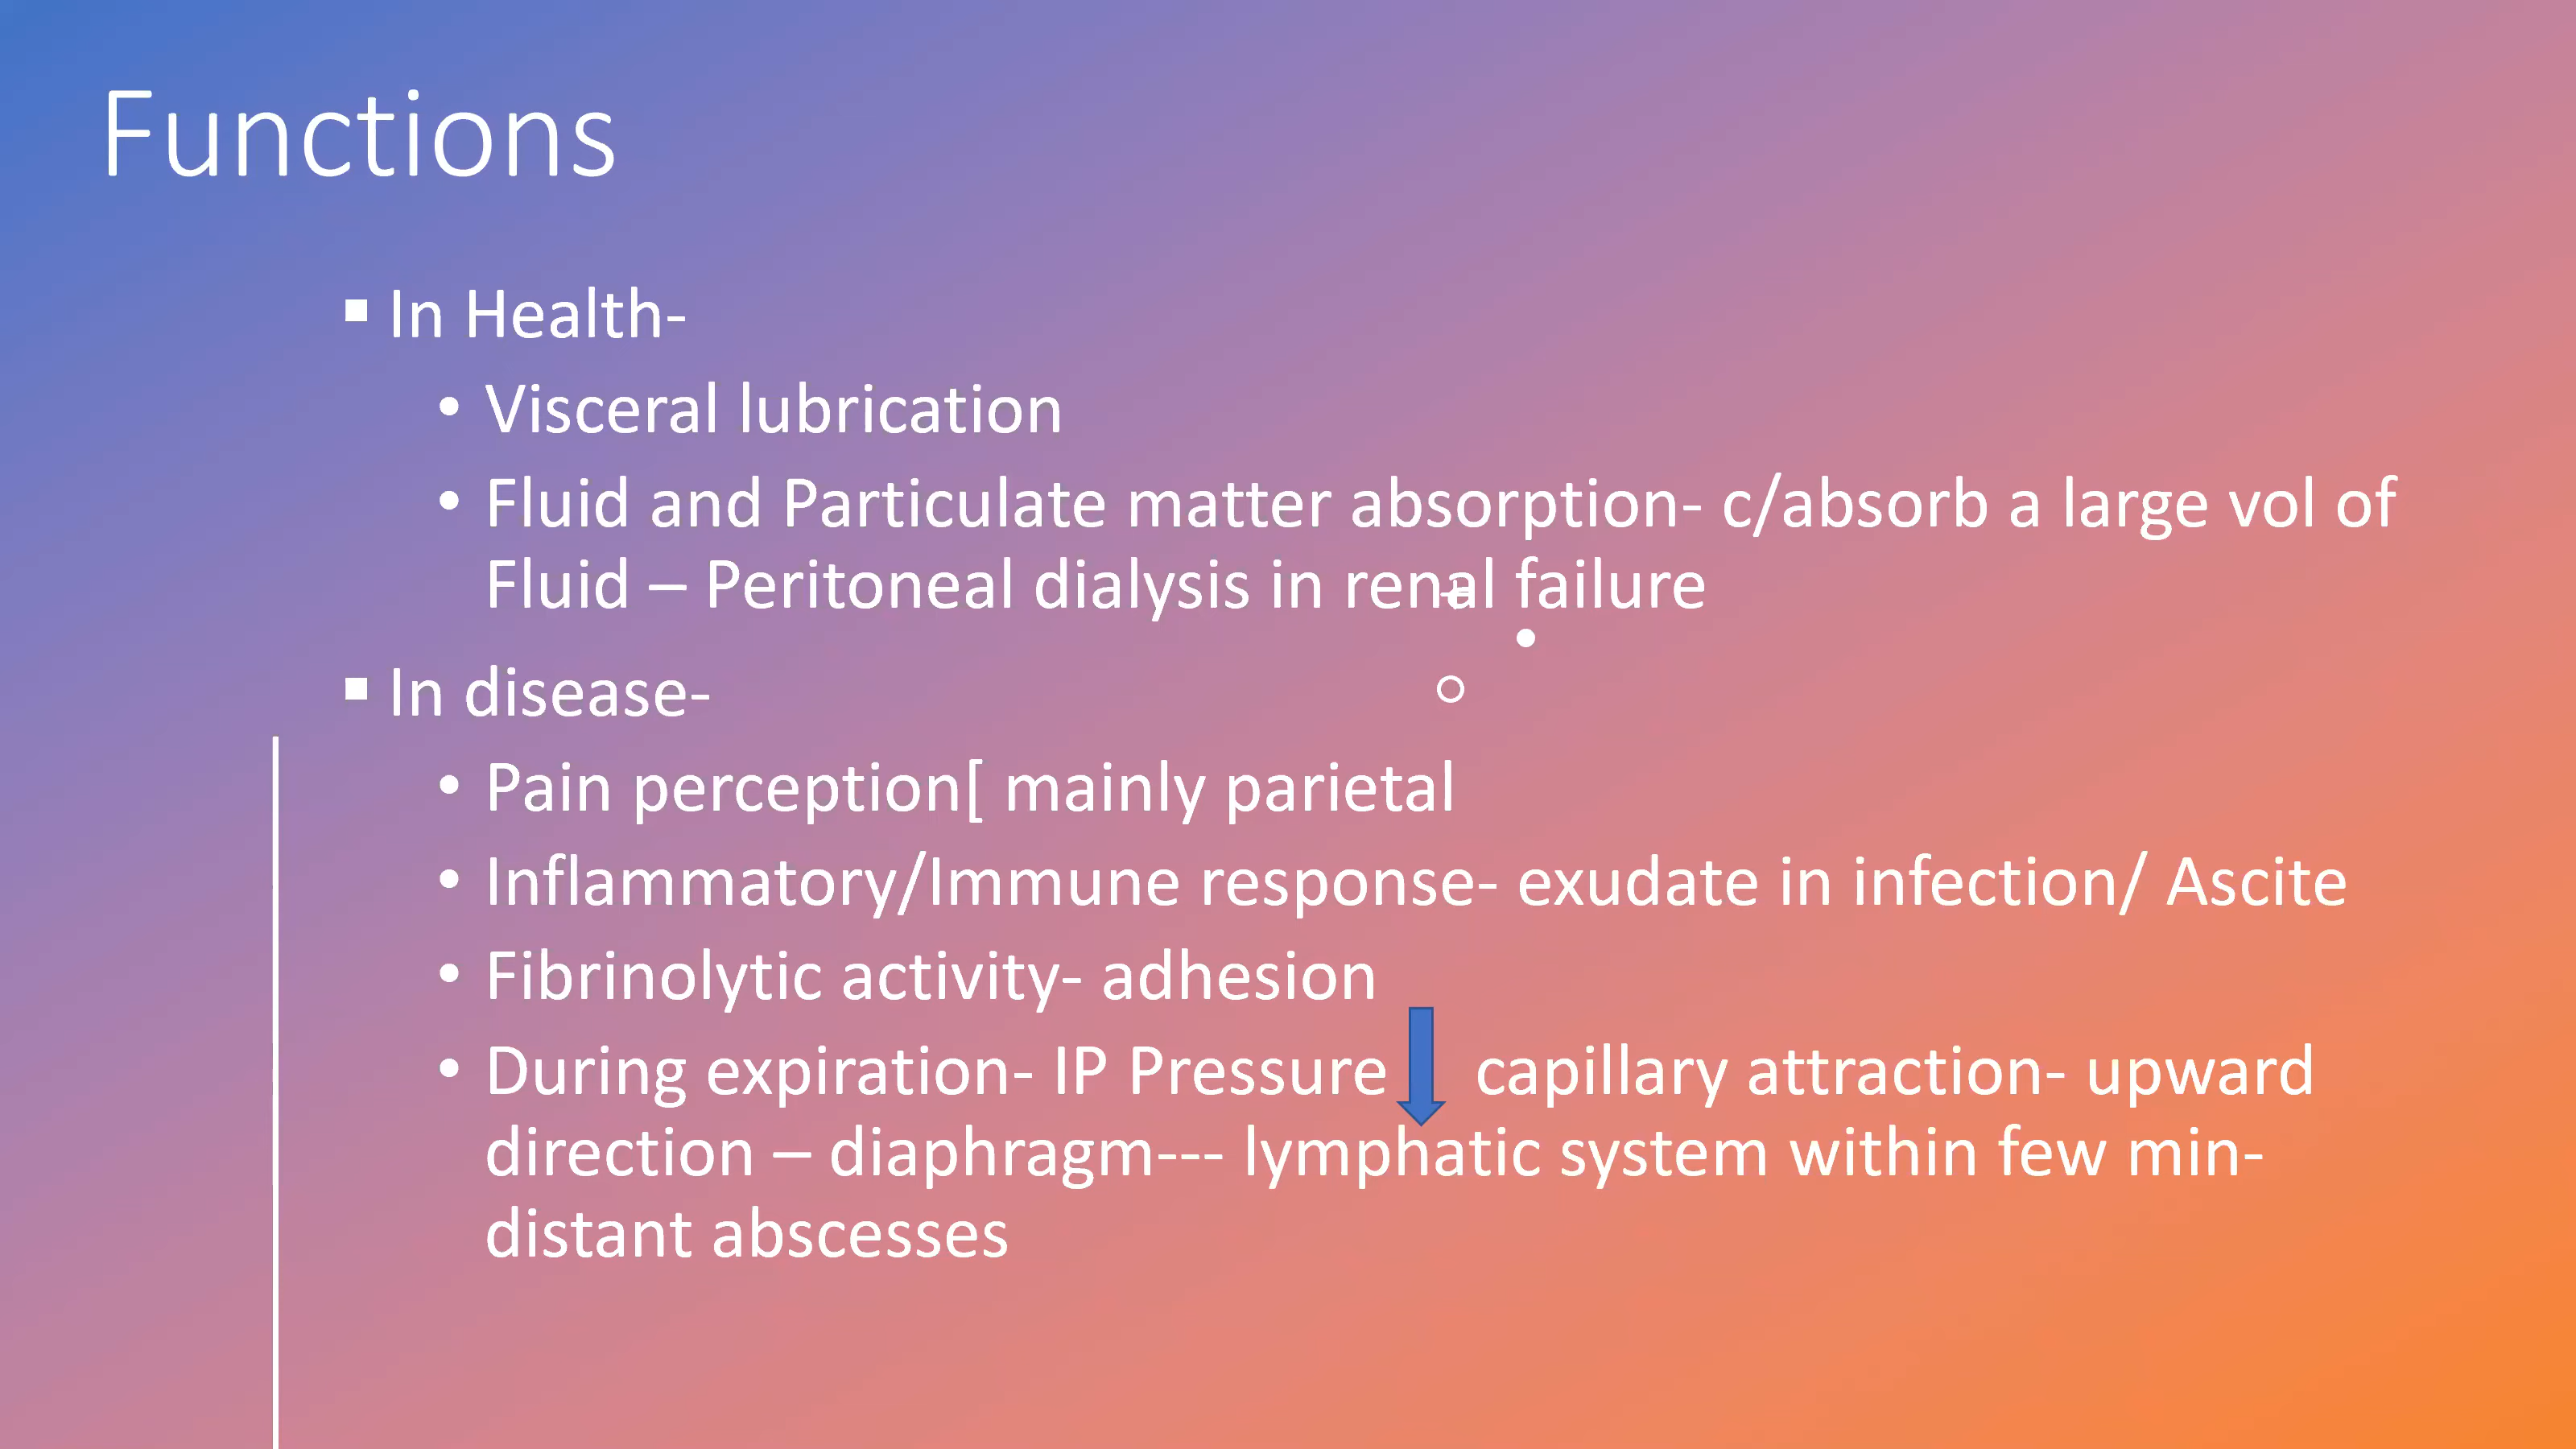 Functions
▪ In Health-
• Visceral lubrication
• Fluid and Particulate matter absorption- c/absorb a large vol of
Fluid – Peritoneal dialysis in renal failure
▪ In disease-
• Pain perception[ mainly parietal
• Inflammatory/Immune response- exudate in infection/ Ascite
• Fibrinolytic activity- adhesion
• During expiration- IP Pressure capillary attraction- upward
direction – diaphragm--- lymphatic system within few min-
distant abscesses